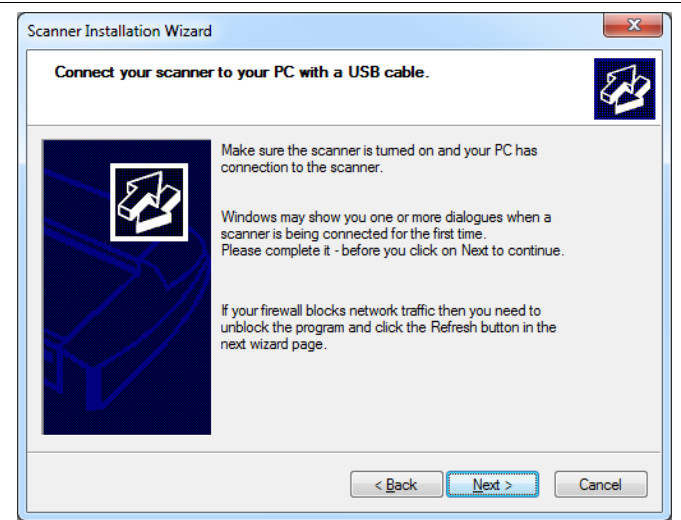 Scanner Installation Wizard
Connect your scanner to your PC with a USB cable.
Make sure the scanner is turned on and your PC has
connection to the scanner.
Windows may show you one or more dialogues when a
scanner is being connected for the first time.
Please complete it - before you click on Next to continue.
If your firewall blocks network traffic then you need to
unblock the program and click the Refresh button in the
next wizard page.
< Back Next > Cancel